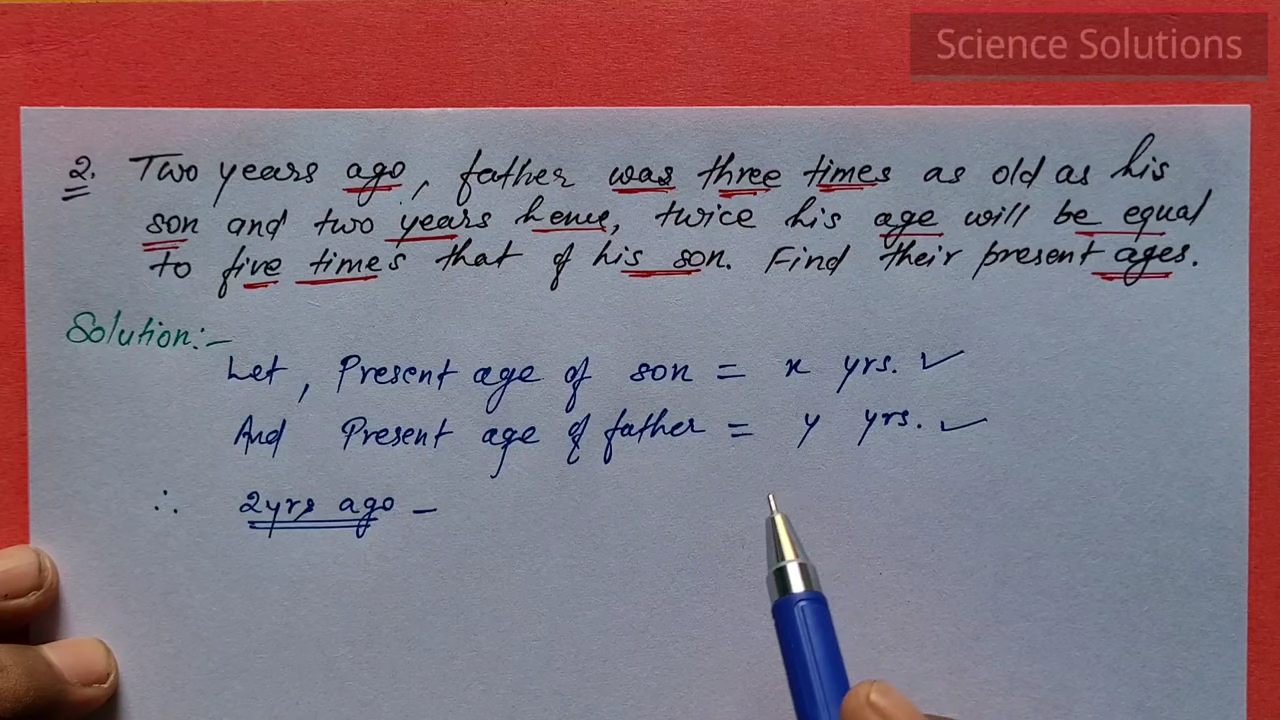 Science Solutions
2. Two years ago, father was three times as old as his
son and two years hence, twice his age will be equal
to five times that of his son. Find their present ages.
Solution:-
Let, Present age of son = x yrs. ✓
And Present age of father = y yrs. ✓
∴ 2yrs ago -